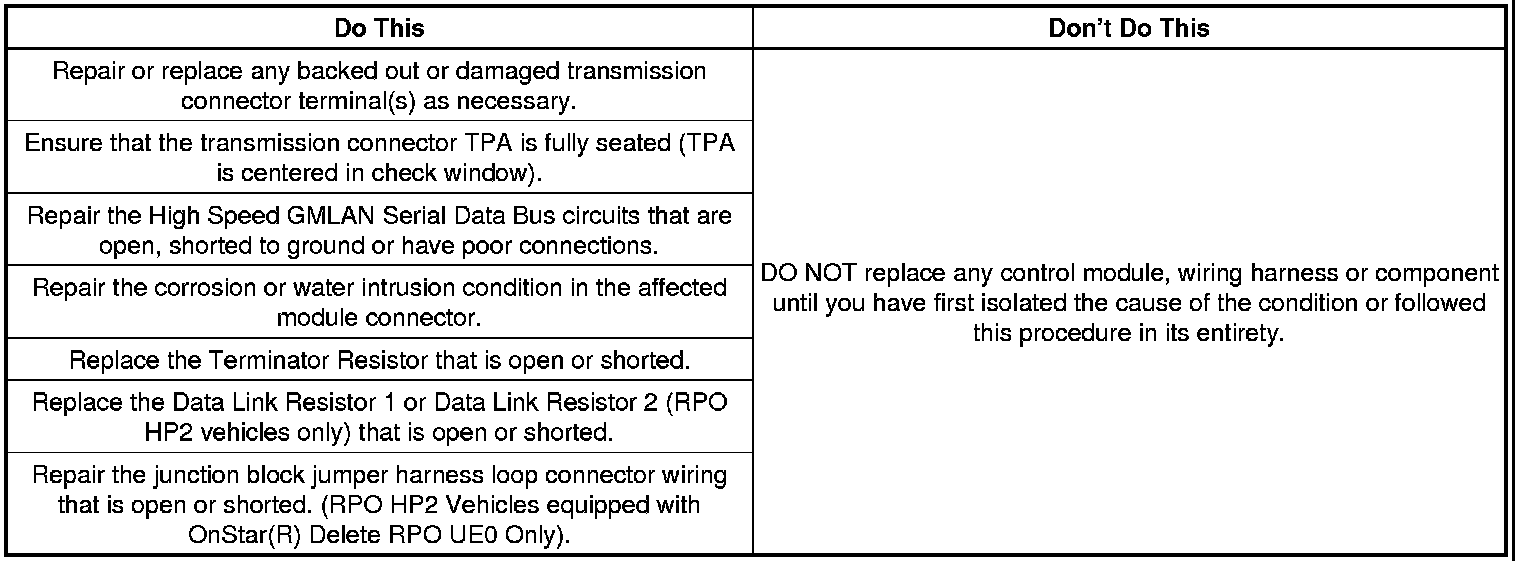 Do This
Don't Do This
Repair or replace any backed out or damaged transmission
connector terminal(s) as necessary.
Ensure that the transmission connector TPA is fully seated (TPA
is centered in check window).
Repair the High Speed GMLAN Serial Data Bus circuits that are
open, shorted to ground or have poor connections.
Repair the corrosion or water intrusion condition in the affected
module connector.
Replace the Terminator Resistor that is open or shorted.
Replace the Data Link Resistor 1 or Data Link Resistor 2 (RPO
HP2 vehicles only) that is open or shorted.
Repair the junction block jumper harness loop connector wiring
that is open or shorted. (RPO HP2 Vehicles equipped with
OnStar(R) Delete RPO UE0 Only).
DO NOT replace any control module, wiring harness or component
until you have first isolated the cause of the condition or followed
this procedure in its entirety.